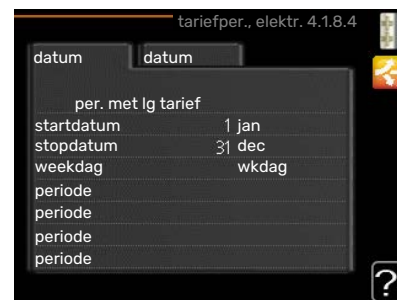 tariefper., elektr. 4.1.8.4
datum datum
per. met lg tarief
startdatum 1 jan
stopdatum 31 dec
weekdag wkdag
periode
periode
periode
periode
?